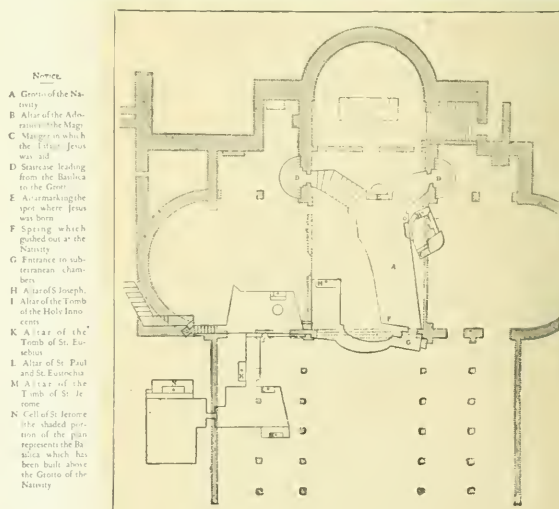 NOTICE
A Grotto of the Na-
tivity
B Altar of the Ado-
ration of the Magi
C Manger in which
the Infant Jesus
was laid
D Staircase leading
from the Basilica
to the Grotto
E Altar marking the
spot where Jesus
was born
F Spring which
gushed out at the
Nativity
G Entrance in sub-
terranean cham-
bers
H Altar of S Joseph.
I Altar of the Tomb
of the Holy Inno
cents
K Altar of the
Tomb of St. Eu-
sebius
L Altar of St Paul
and St. Eustochia
M Altar of the
Tomb of St Je
rome
N Cell of St Jerome
(the shaded por-
tion of the plan
represents the Ba
silica which has
been built above
the Grotto of the
Nativity
D
E
D
A
H
F
G